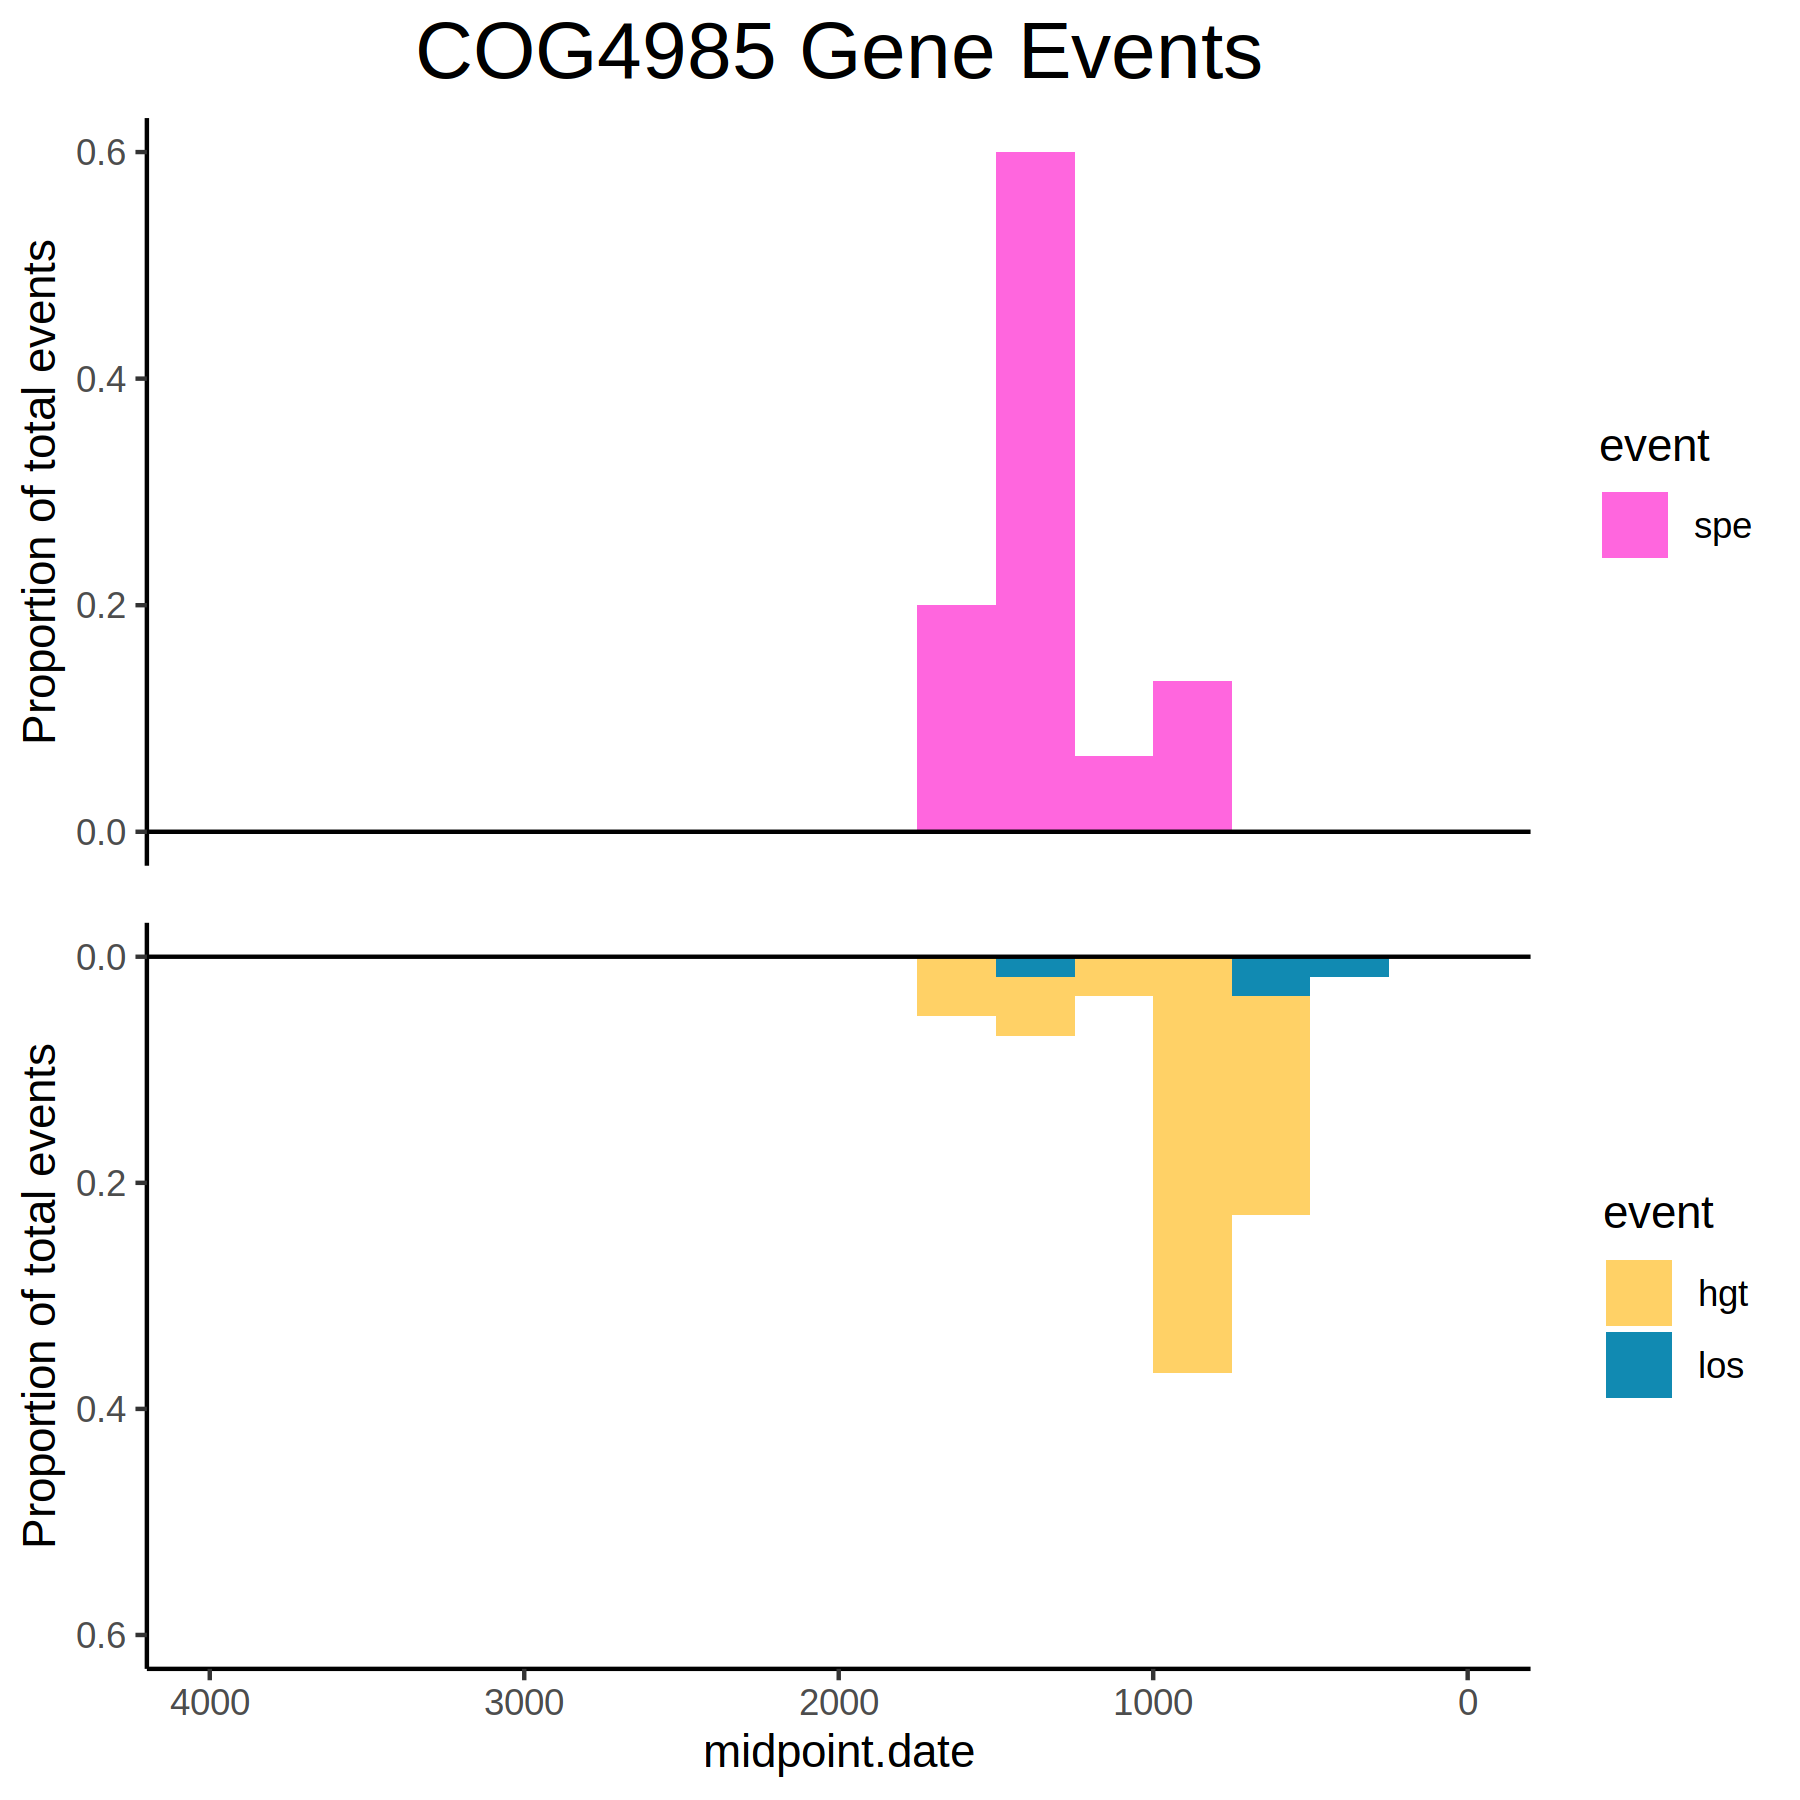 COG4985 Gene Events
Proportion of total events
0.6
0.4
0.2
0.0
event
spe
Proportion of total events
0.0
0.2
0.4
0.6
event
hgt
los
4000 3000 2000 1000 0
midpoint.date